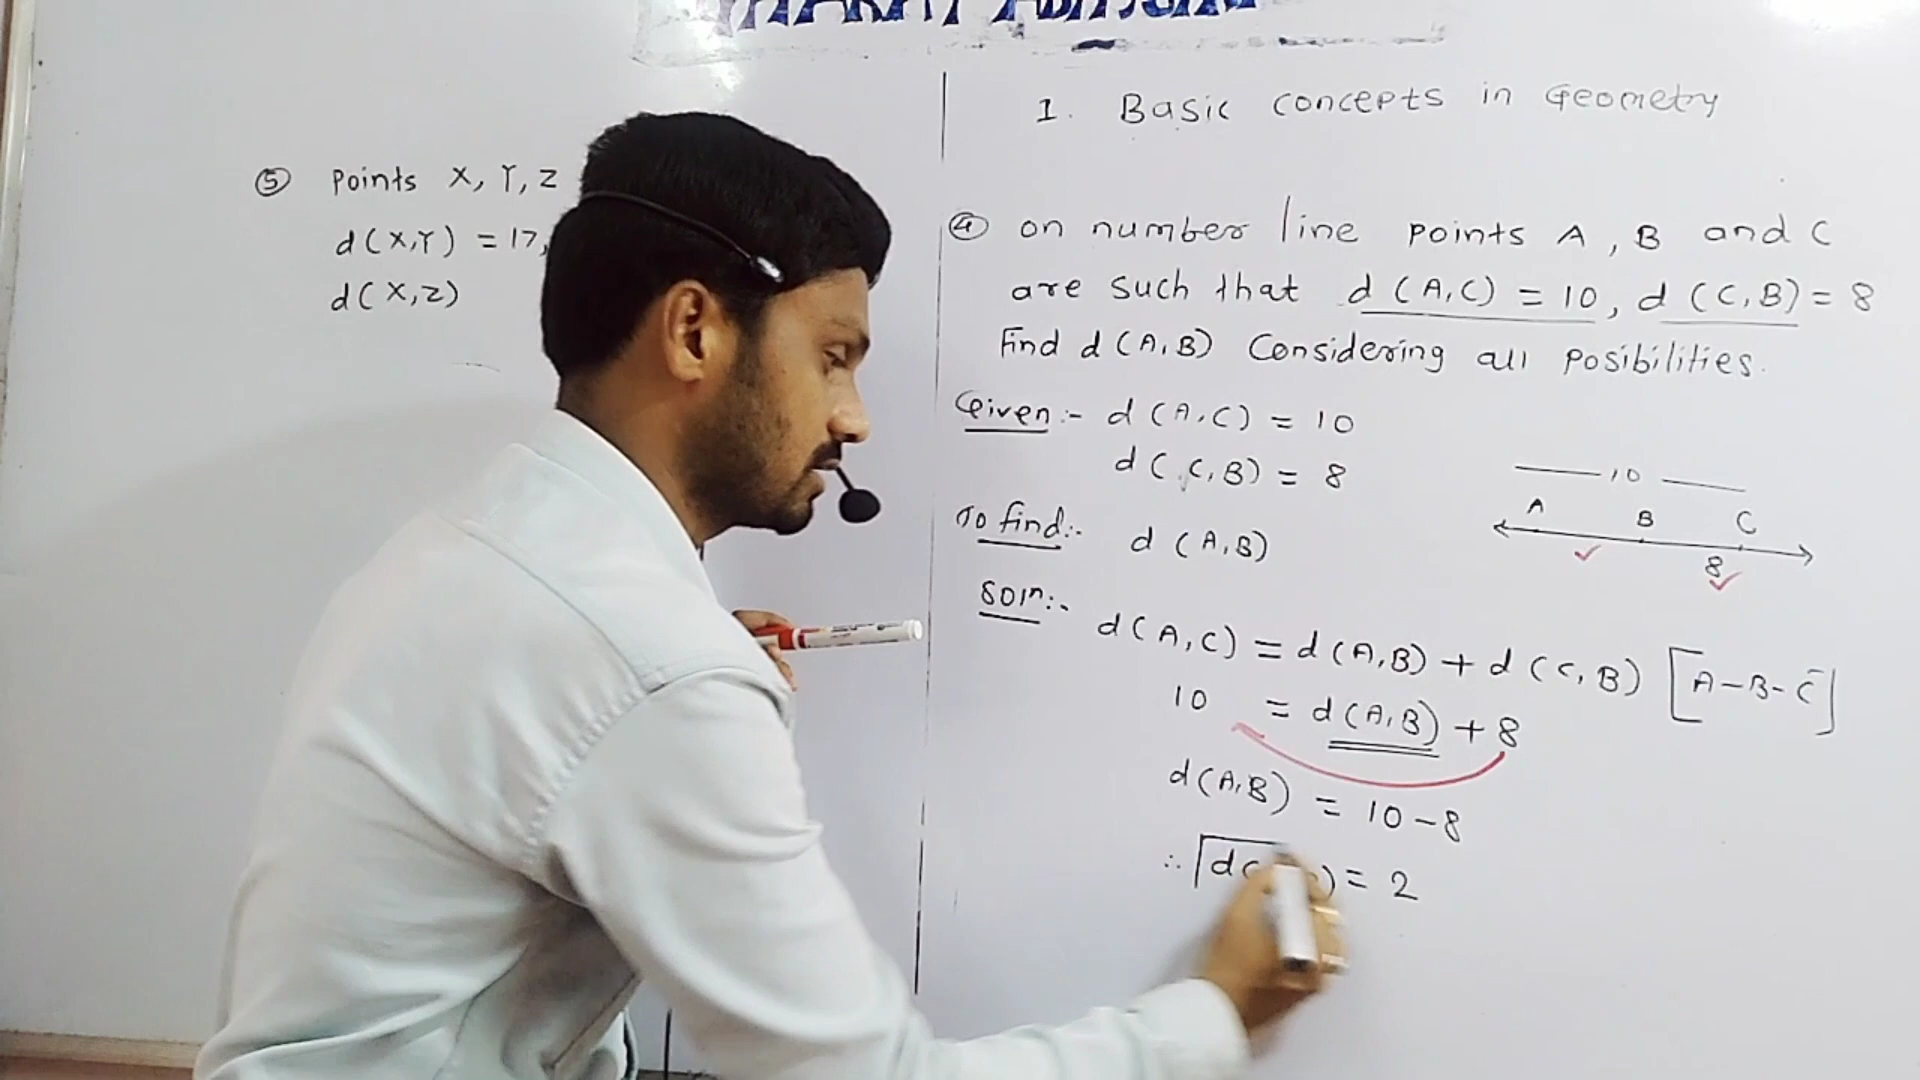 1. Basic concepts in Geometry
⑤ Points X, Y, Z
d(X,Y) = 17,
d(X,Z)
④ on number line points A, B and C
are such that d(A,C) = 10, d(C,B) = 8
Find d(A,B) Considering all posibilities.
Given:- d(A,C) = 10
d(C,B) = 8
To find:- d(A,B)
10
A B C
8
Soln:-
d(A,C) = d(A,B) + d(C,B) [A-B-C]
10 = d(A,B) + 8
d(A,B) = 10-8
∴ d( ) = 2